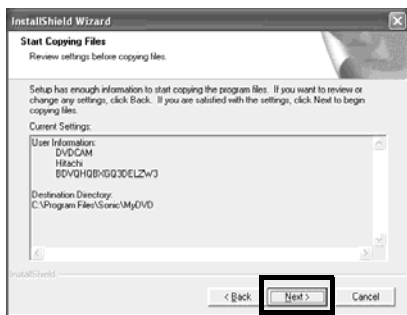 InstallShield Wizard
Start Copying Files
Review settings before copying files.
Setup has enough information to start copying the program files. If you want to review or
change any settings, click Back. If you are satisfied with the settings, click Next to begin
copying files.
Current Settings:
User Information:
DVDCAM
Hitachi
BDVQHQBXGQ3DELZW3
Destination Directory:
C:\Program Files\Sonic\MyDVD
InstallShield
< Back
Next >
Cancel